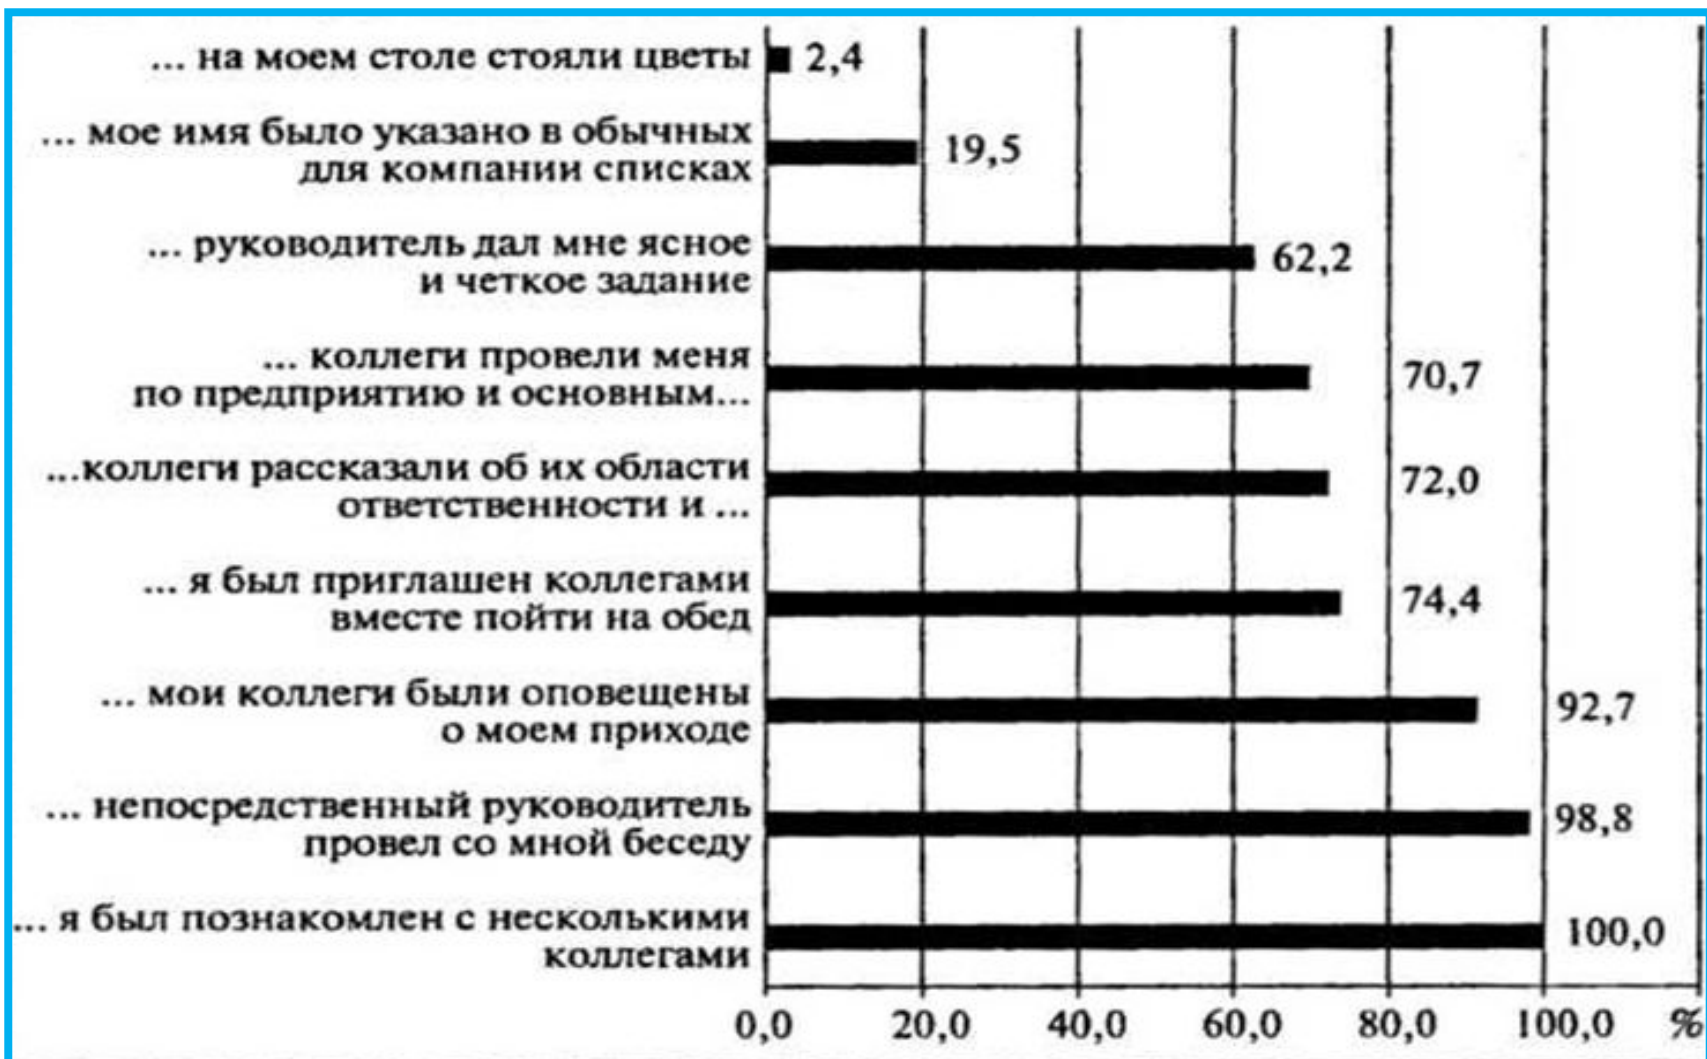 ... на моем столе стояли цветы
2,4
... мое имя было указано в обычных
для компании списках
19,5
... руководитель дал мне ясное
и четкое задание
62,2
... коллеги провели меня
по предприятию и основным...
70,7
...коллеги рассказали об их области
ответственности и ...
72,0
... я был приглашен коллегами
вместе пойти на обед
74,4
... мои коллеги были оповещены
о моем приходе
92,7
... непосредственный руководитель
провел со мной беседу
98,8
... я был познакомлен с несколькими
коллегами
100,0
0,0 20,0 40,0 60,0 80,0 100,0 %